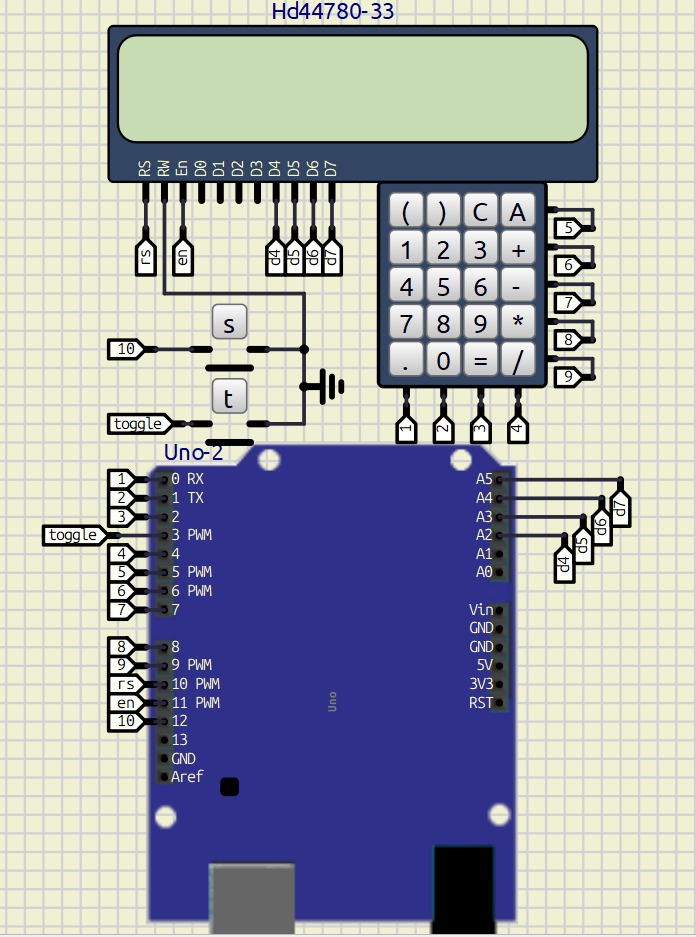 Hd44780-33
RS RW En D0 D1 D2 D3 D4 D5 D6 D7
rs en d4 d5 d6 d7
( ) C A
1 2 3 +
4 5 6 -
7 8 9 *
. 0 = /
5
6
7
8
9
1 2 3 4
s
10
t
toggle
Uno-2
1 0 RX
2 1 TX
3 2
toggle 3 PWM
4 4
5 5 PWM
6 6 PWM
7 7
8 8
9 9 PWM
rs 10 PWM
en 11 PWM
10 12
13
GND
Aref
A5
A4
A3
A2
A1
A0
d4 d5 d6 d7
Vin
GND
GND
5V
3V3
RST
Uno